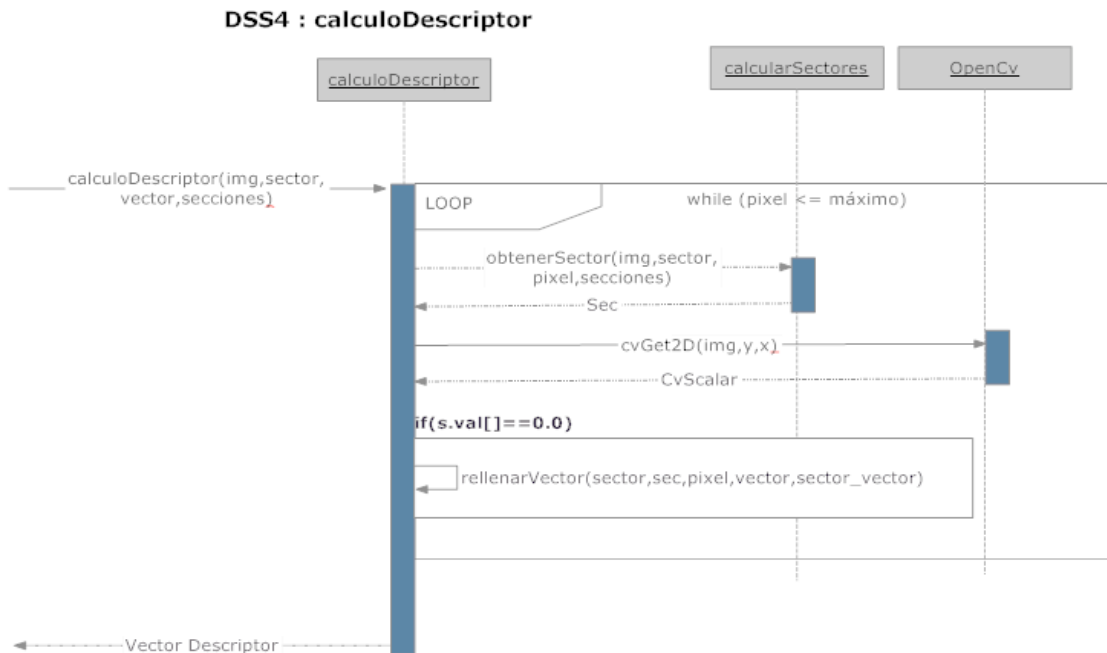 DSS4 : calculoDescriptor
calculoDescriptor
calcularSectores
OpenCv
calculoDescriptor(img,sector,
vector,secciones)
LOOP
while (pixel <= máximo)
obtenerSector(img,sector,
pixel,secciones)
Sec
cvGet2D(img,y,x)
CvScalar
if(s.val[]==0.0)
rellenarVector(sector,sec,pixel,vector,sector_vector)
Vector Descriptor